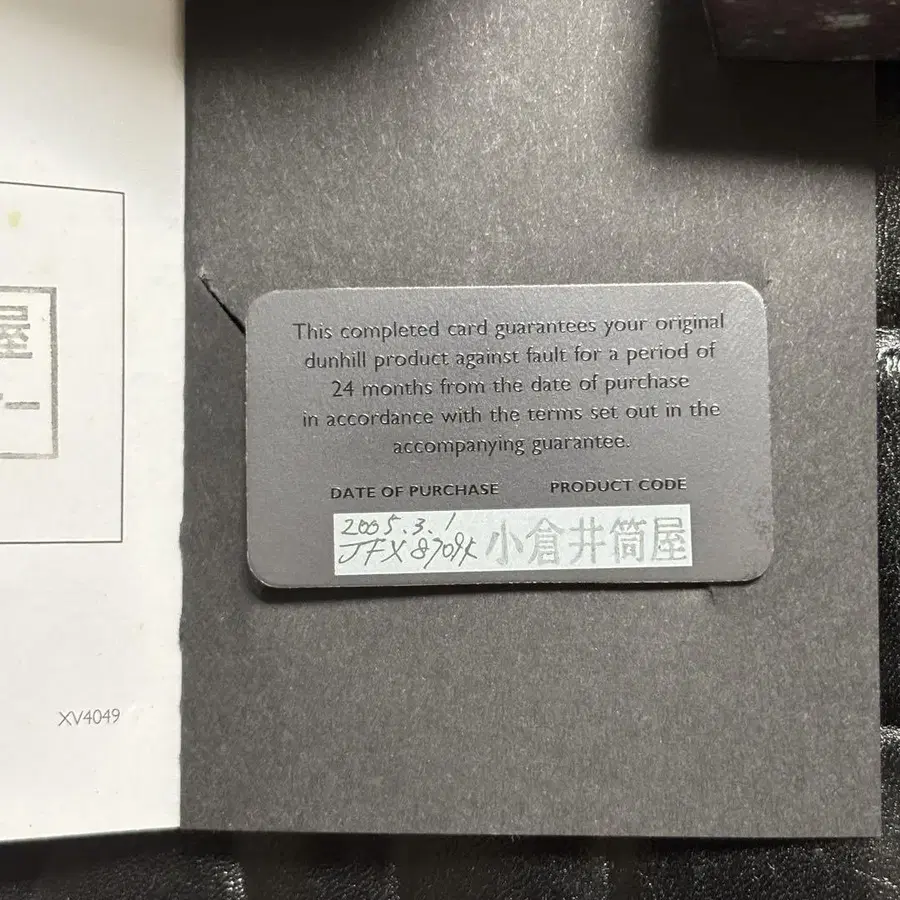 屋
ー
XV4049
This completed card guarantees your original
dunhill product against fault for a period of
24 months from the date of purchase
in accordance with the terms set out in the
accompanying guarantee.
DATE OF PURCHASE PRODUCT CODE
2005.3.1
小倉井筒屋